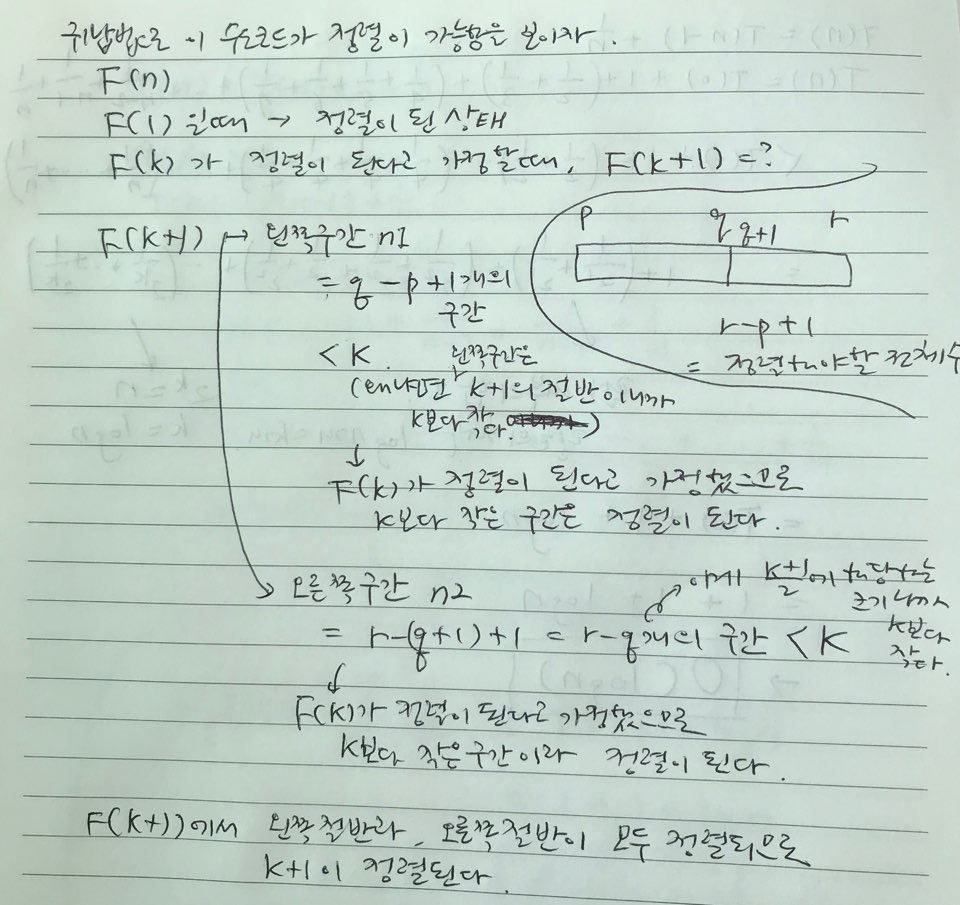 귀납법으로 이 수도코드가 정렬이 가능함을 보이자.
F(n)
F(1) 일때 → 정렬이 된 상태
F(k) 가 정렬이 된다고 가정할때, F(k+1) = ?
p q q+1 r
r-p+1
= 정렬해야할 전체수
F(k+1) → 왼쪽구간 n1
= q-p+1개의
구간
< K
(왜냐면 왼쪽구간은 k+1의 절반이니까
K보다 작다.)
↓
F(k)가 정렬이 된다고 가정했으므로
K보다 작은 구간은 정렬이 된다.
→ 오른쪽구간 n2
= r-(q+1)+1 = r-q개의 구간 < K
이게 k+1/2에 해당하는
크기니까
K보다
작다.
↓
F(k)가 정렬이 된다고 가정했으므로
K보다 작은구간이라 정렬이 된다.
F(k+1)에서 왼쪽절반과, 오른쪽절반이 모두 정렬되므로
k+1이 정렬된다.